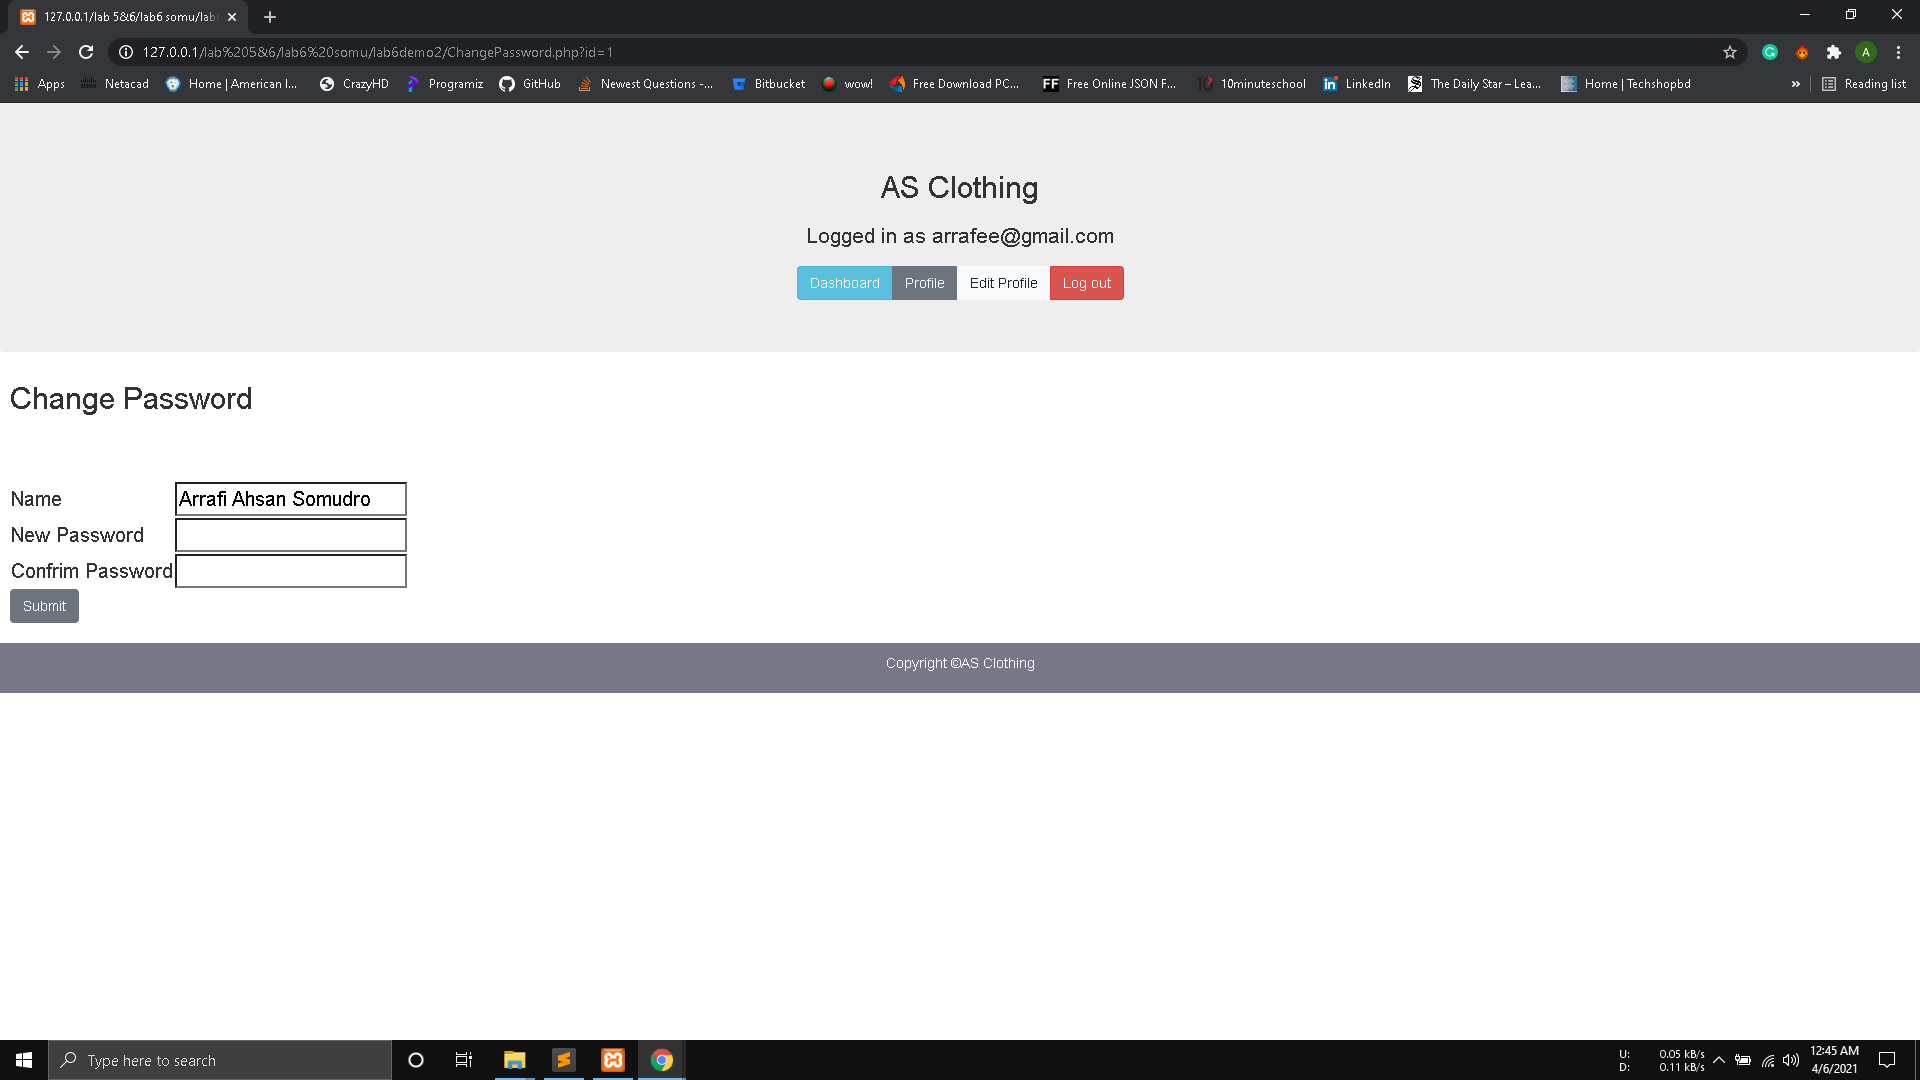 127.0.0.1/lab 5&6/lab6 somu/lab
127.0.0.1/lab%205&6/lab6%20somu/lab6demo2/ChangePassword.php?id=1
A
Apps Netacad Home | American I... CrazyHD Programiz GitHub Newest Questions -... Bitbucket wow! Free Download PC... FF Free Online JSON F... 10minuteschool in LinkedIn The Daily Star – Lea... Home | Techshopbd » Reading list
AS Clothing
Logged in as arrafee@gmail.com
Dashboard Profile Edit Profile Log out
Change Password
Name Arrafi Ahsan Somudro
New Password
Confrim Password
Submit
Copyright ©AS Clothing
Type here to search
U: 0.05 kB/s
D: 0.11 kB/s
12:45 AM
4/6/2021